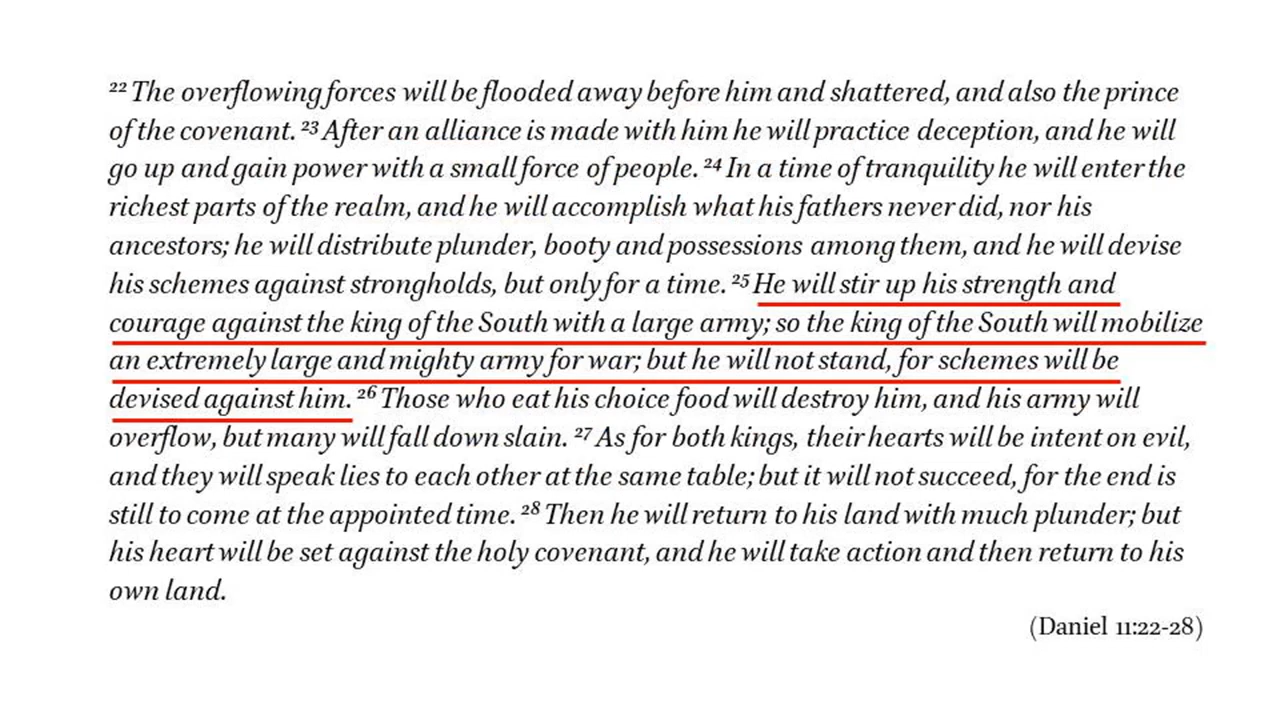 ²² The overflowing forces will be flooded away before him and shattered, and also the prince
of the covenant. ²³ After an alliance is made with him he will practice deception, and he will
go up and gain power with a small force of people. ²⁴ In a time of tranquility he will enter the
richest parts of the realm, and he will accomplish what his fathers never did, nor his
ancestors; he will distribute plunder, booty and possessions among them, and he will devise
his schemes against strongholds, but only for a time. ²⁵ He will stir up his strength and
courage against the king of the South with a large army; so the king of the South will mobilize
an extremely large and mighty army for war; but he will not stand, for schemes will be
devised against him. ²⁶ Those who eat his choice food will destroy him, and his army will
overflow, but many will fall down slain. ²⁷ As for both kings, their hearts will be intent on evil,
and they will speak lies to each other at the same table; but it will not succeed, for the end is
still to come at the appointed time. ²⁸ Then he will return to his land with much plunder; but
his heart will be set against the holy covenant, and he will take action and then return to his
own land.
(Daniel 11:22-28)